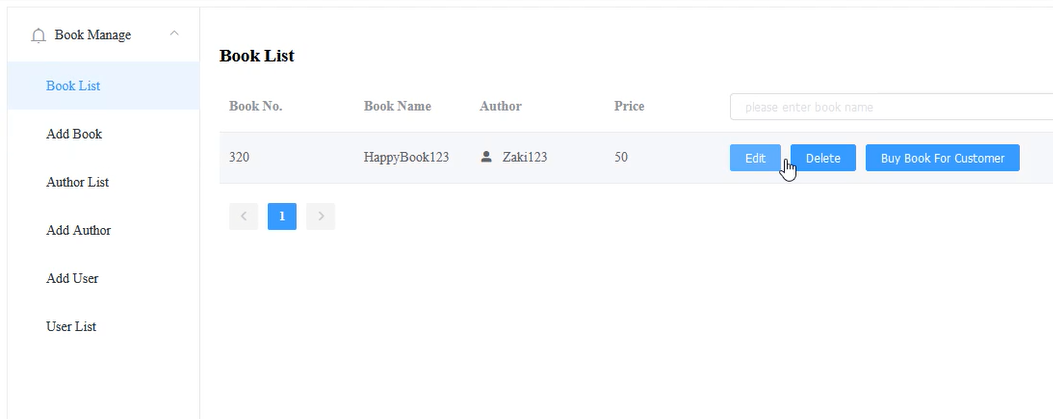 Book Manage
Book List
Add Book
Author List
Add Author
Add User
User List
Book List
Book No. Book Name Author Price please enter book name
320 HappyBook123 Zaki123 50 Edit Delete Buy Book For Customer
1